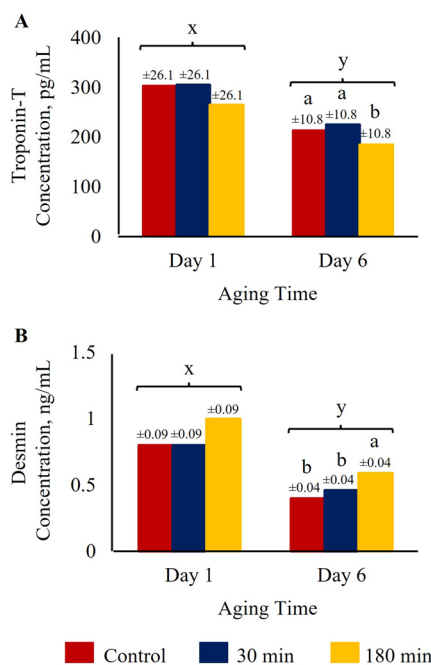 A
x
400
±26.1 ±26.1
y
300
±26.1
a a b
±10.8 ±10.8 ±10.8
200
100
0
Troponin-T
Concentration, pg/mL
Day 1 Day 6
Aging Time
B
1.5
x
±0.09 ±0.09 ±0.09
y
1
b b a
±0.04 ±0.04 ±0.04
0.5
0
Desmin
Concentration, ng/mL
Day 1 Day 6
Aging Time
Control 30 min 180 min